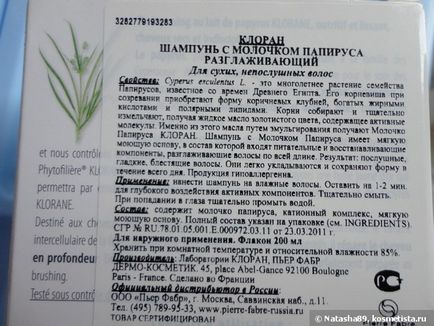 3282779193283
КЛОРАН
ШАМПУНЬ С МОЛОЧКОМ ПАПИРУСА
РАЗГЛАЖИВАЮЩИЙ
Для сухих, непослушных волос
Свойства: Cyperus esculentus L. - это многолетнее растение семейства
Папирусов, известное со времен Древнего Египта. Его корневища при
созревании приобретают форму коричневых клубней, богатых жирными
кислотами и полярными липидами. Корни собирают и тщательно
измельчают, получая жидкое мыло золотистого цвета, содержащее активные
молекулы. Именно из этого масла путем эмульгирования получают Молочко
Папируса КЛОРАН. Шампунь с Молочком Папируса имеет мягкую
моющую основу, в состав которой входят питательные и восстанавливающие
компоненты, разглаживающие волосы по всей длине. Результат: послушные,
гладкие, блестящие волосы. Они легко укладываются и сохраняют форму в
течение всего дня. Продукция гипоаллергенна.
Применение: нанести шампунь на влажные волосы. Оставить на 1-2 мин.
для глубокого воздействия активных компонентов. Тщательно смыть.
При попадании в глаза тщательно промыть водой.
Состав: содержит молочко папируса, катионный комплекс, мягкую
моющую основу. Полный состав указан на упаковке (см. INGREDIENTS).
СГР № RU.78.01.05.001.Е.000972.03.11 от 23.03.2011 г.
Для наружного применения. Флакон 200 мл
Хранить при комнатной температуре и относительной влажности 85%.
Производитель: Лаборатории КЛОРАН, ПЬЕР ФАБР
ДЕРМО-КОСМЕТИК. 45, place Abel-Gance 92100 Boulogne
Paris - France. Сделано во Франции
Официальный дистрибьютор в России:
ООО «Пьер Фабр», г. Москва, Саввинская наб., д.11.
Тел: (495) 789-95-33, www.pierre-fabre-russia.ru
ТОВАР СЕРТИФИЦИРОВАН
et nous contrôl
Phytofilière® KL
permettra par
KLORANE.
Destiné aux che
en profondeur
brushing.
Testé sous contrôl
Pierre Fabre
© Natasha89, kosmetista.ru